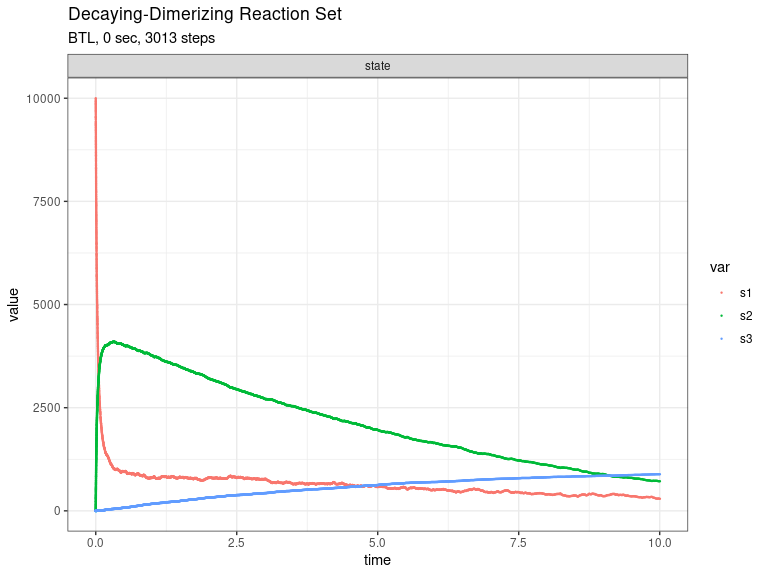 Decaying-Dimerizing Reaction Set
BTL, 0 sec, 3013 steps
state
10000
7500
5000
2500
0
value
0.0 2.5 5.0 7.5 10.0
time
var
s1
s2
s3